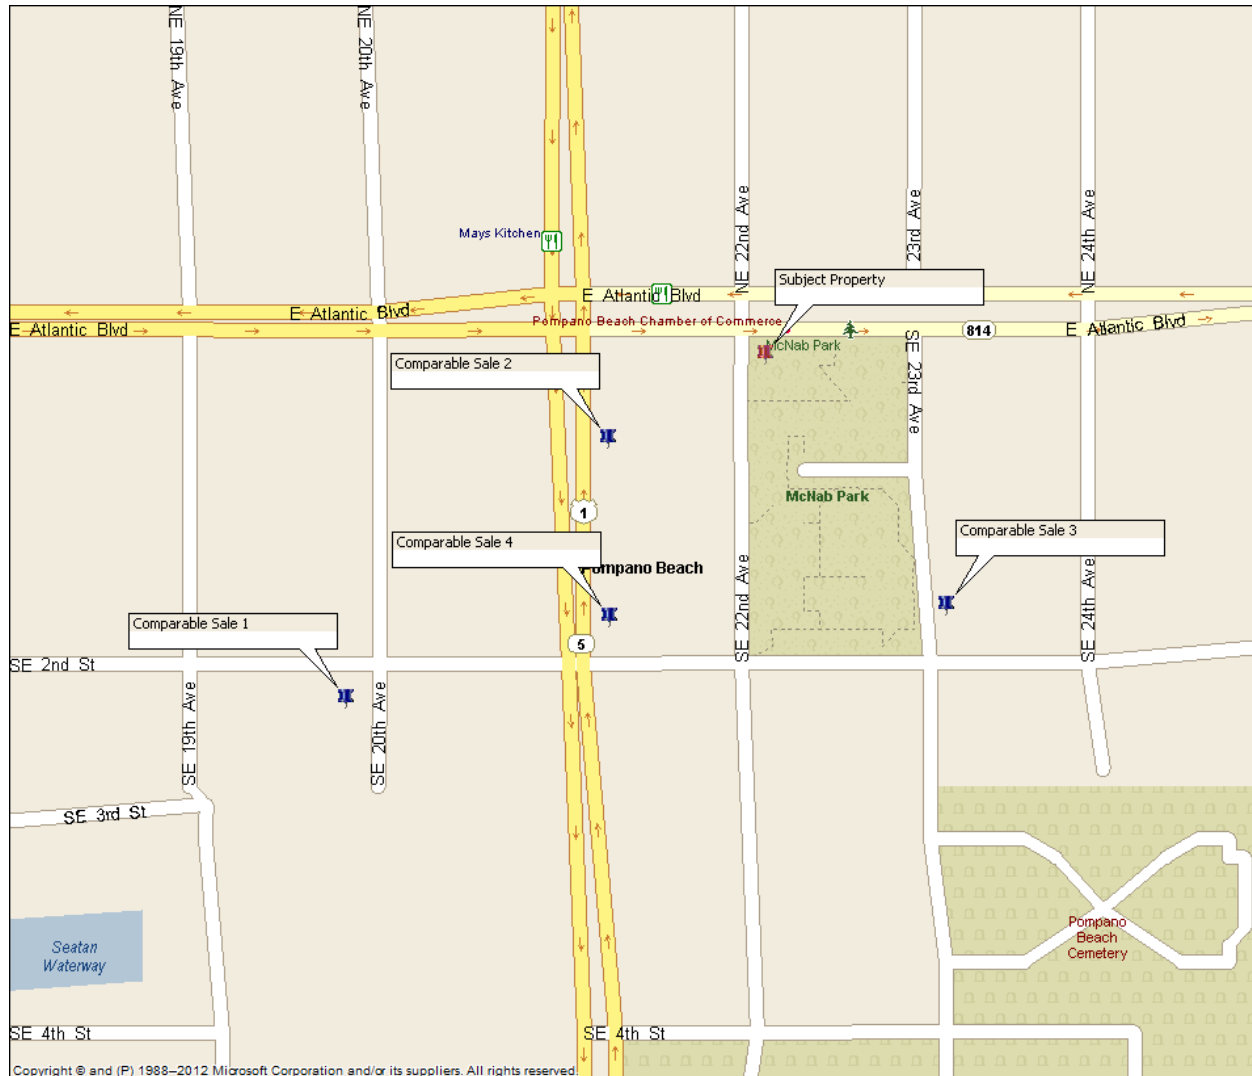 NE 19th Ave
NE 20th Ave
NE 22nd Ave
23rd Ave
NE 24th Ave
Mays Kitchen
Subject Property
E Atlantic Blvd
E Atlantic Blvd
E Atlantic Blvd
Pompano Beach Chamber of Commerce
814
E Atlantic Blvd
McNab Park
SE 23rd Ave
Comparable Sale 2
McNab Park
1
Comparable Sale 4
Comparable Sale 3
Pompano Beach
SE 22nd Ave
SE 24th Ave
Comparable Sale 1
5
SE 2nd St
SE 19th Ave
SE 20th Ave
SE 3rd St
Seatan
Waterway
Pompano
Beach
Cemetery
SE 4th St
SE 4th St
Copyright © and (P) 1988–2012 Microsoft Corporation and/or its suppliers. All rights reserved.